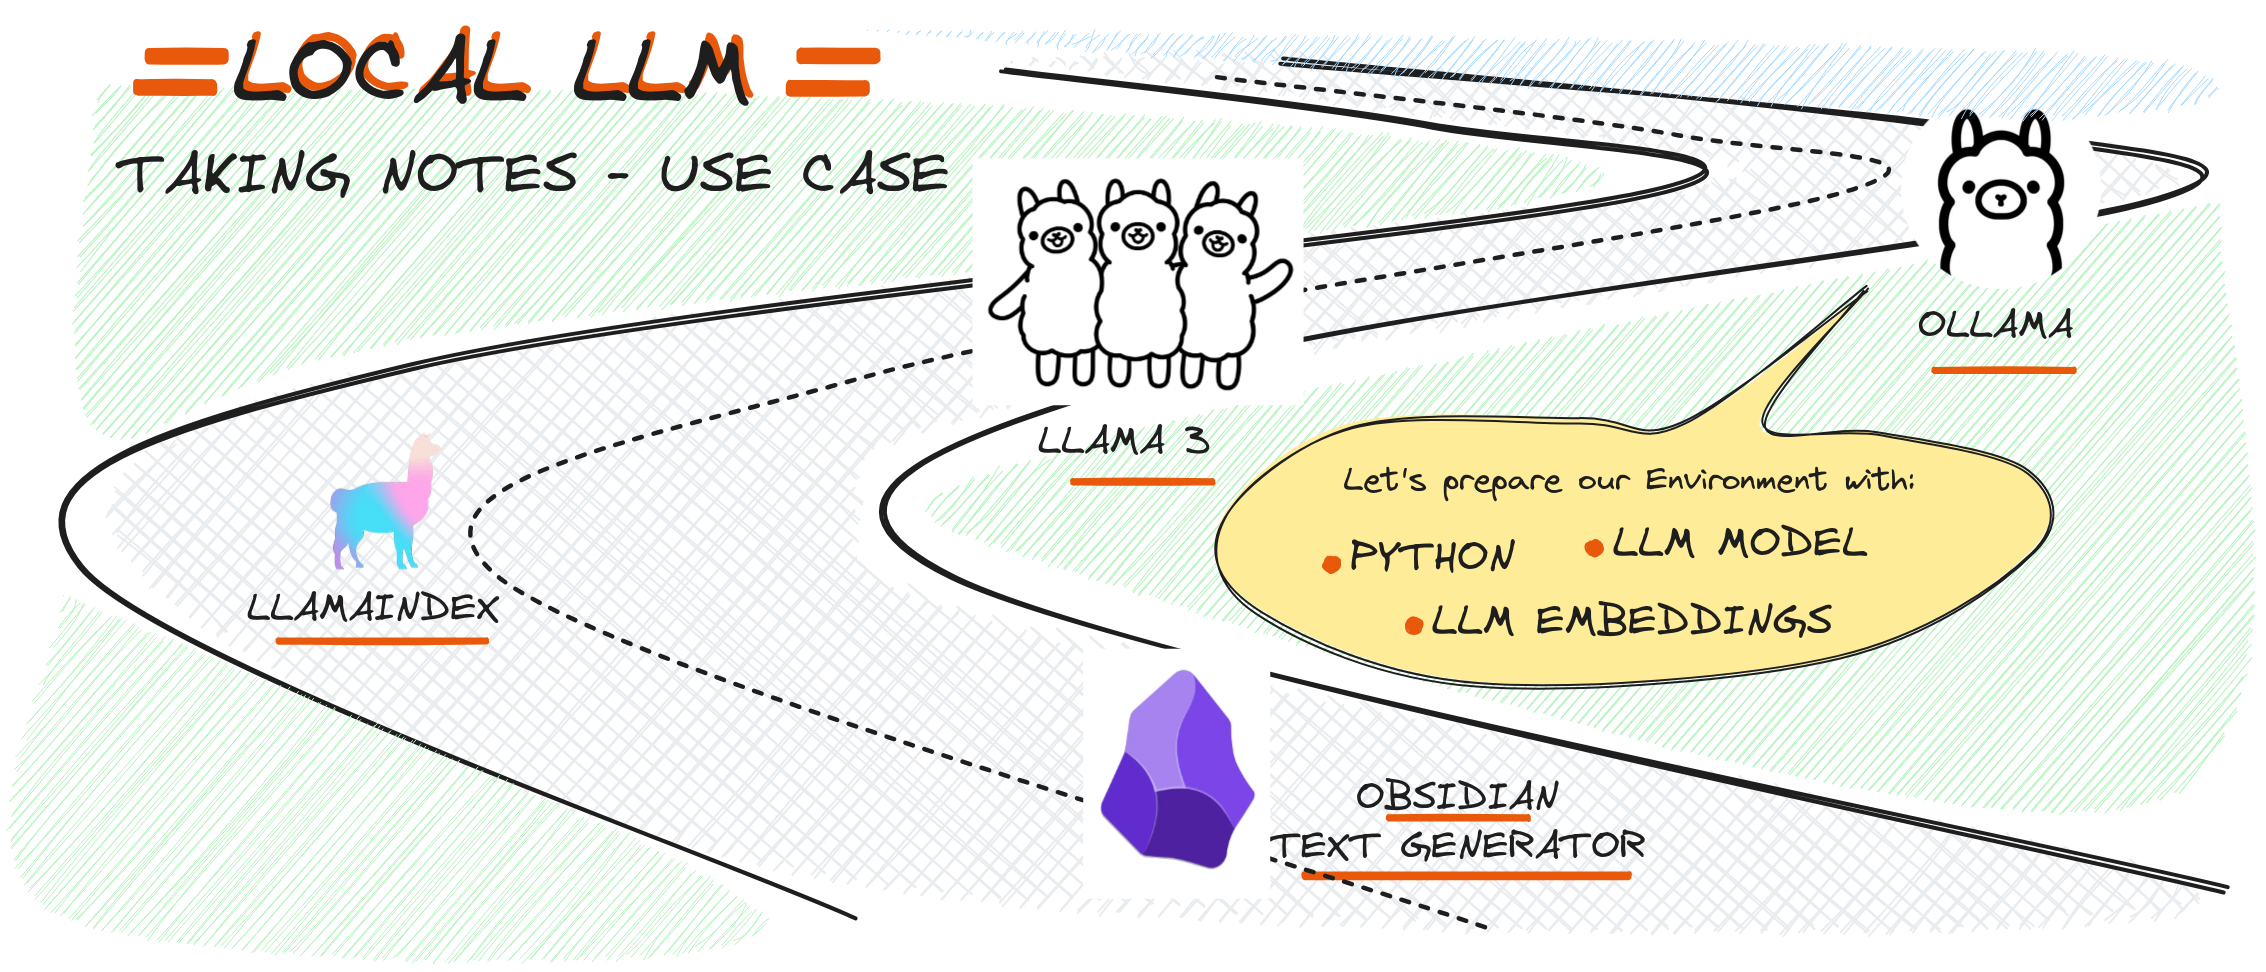 LOCAL LLM
TAKING NOTES - USE CASE
OLLAMA
LLAMA 3
Let's prepare our Environment with:
PYTHON
LLM MODEL
LLM EMBEDDINGS
LLAMAINDEX
OBSIDIAN
TEXT GENERATOR